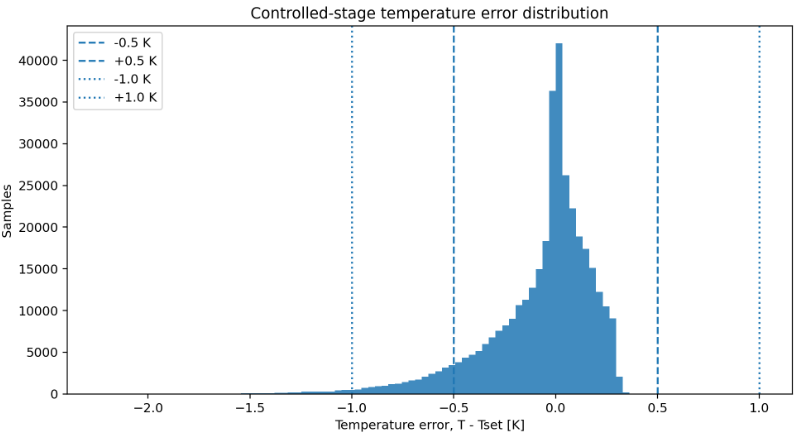 Controlled-stage temperature error distribution
-0.5 K
+0.5 K
-1.0 K
+1.0 K
Samples
40000
35000
30000
25000
20000
15000
10000
5000
0
−2.0
−1.5
−1.0
−0.5
0.0
0.5
1.0
Temperature error, T - Tset [K]